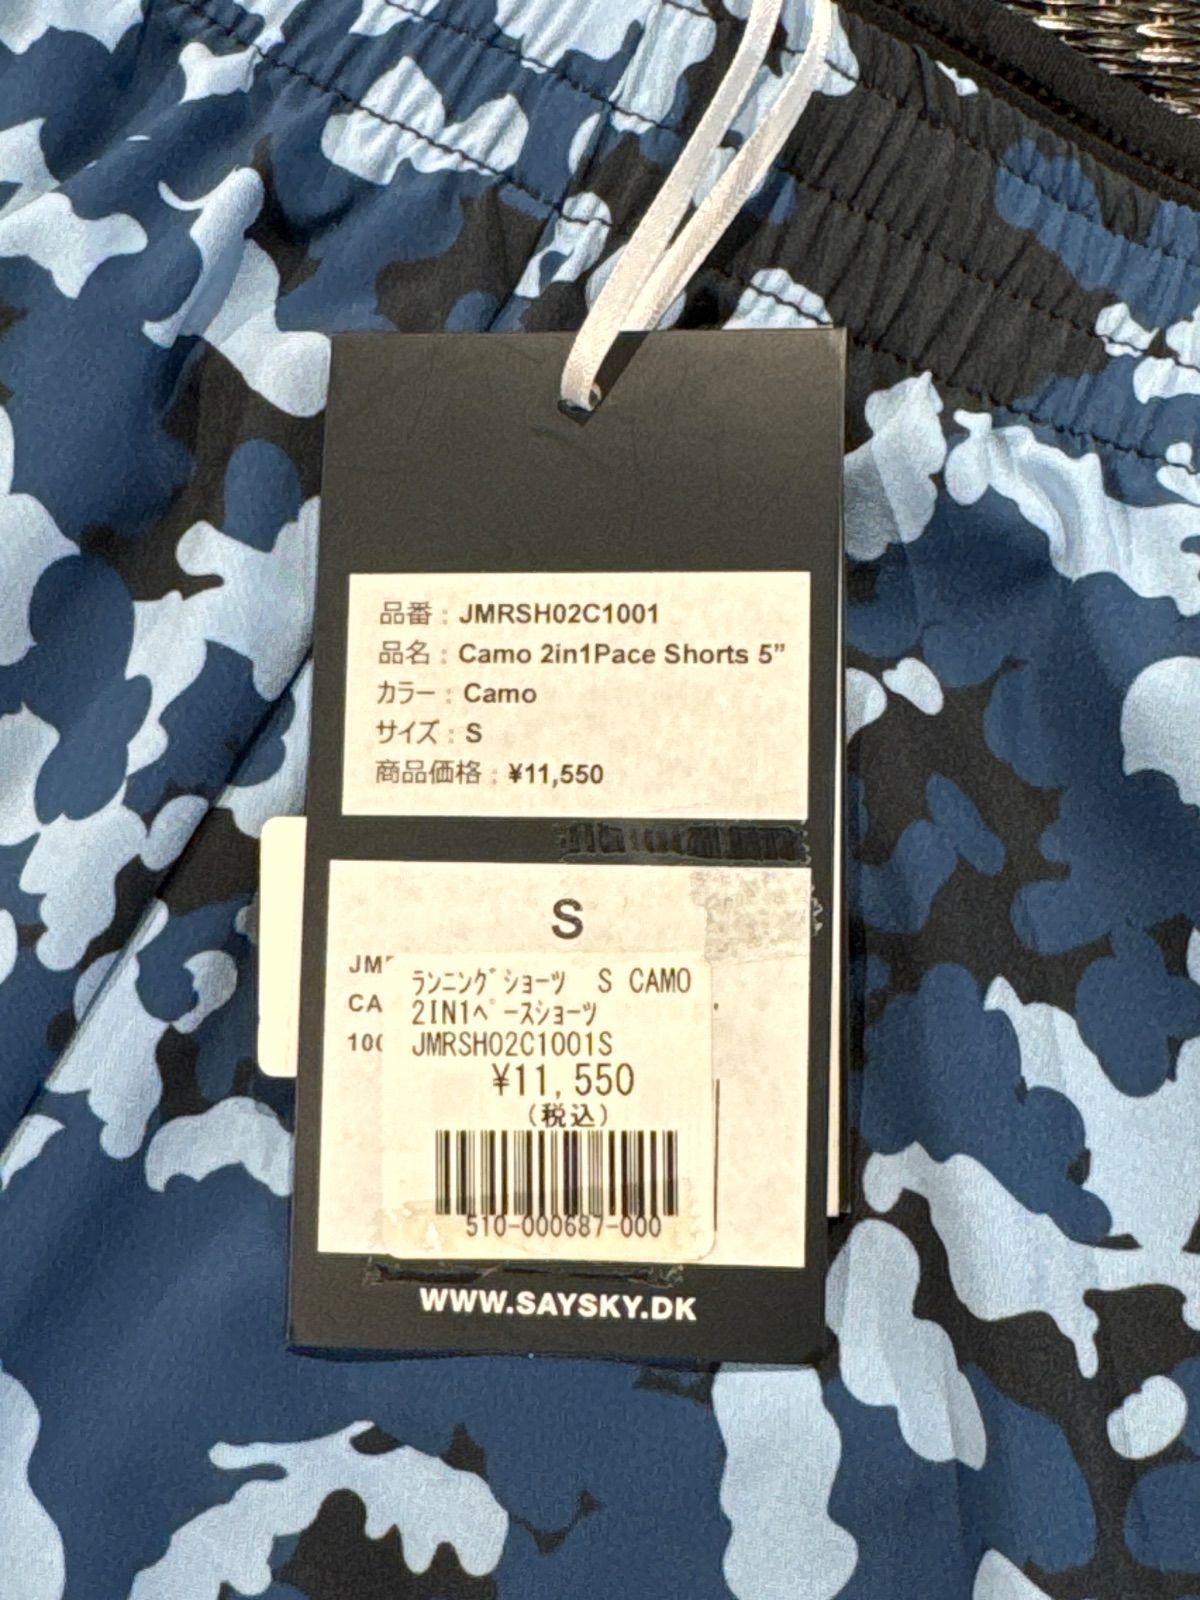 品番：JMRSH02C1001
品名：Camo 2in1Pace Shorts 5”
カラー：Camo
サイズ：S
商品価格：¥11,550
S
JM
CA
ﾗﾝﾆﾝｸﾞｼｮｰﾂ S CAMO
2IN1ﾍﾟｰｽｼｮｰﾂ
JMRSH02C1001S
¥11,550
(税込)
510-000687-000
WWW.SAYSKY.DK